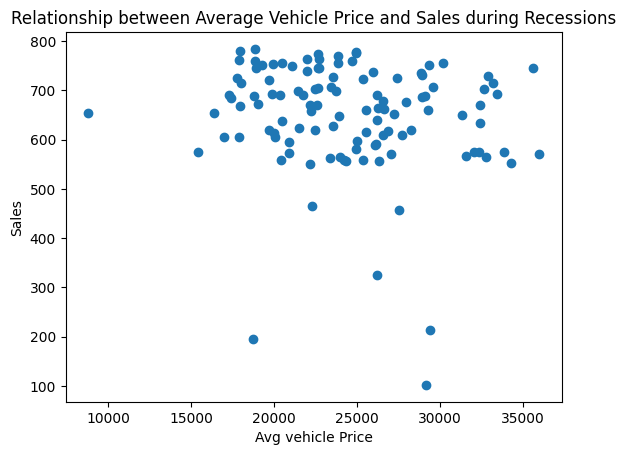 Relationship between Average Vehicle Price and Sales during Recessions
800
700
600
500
400
300
200
100
Sales
10000 15000 20000 25000 30000 35000
Avg vehicle Price